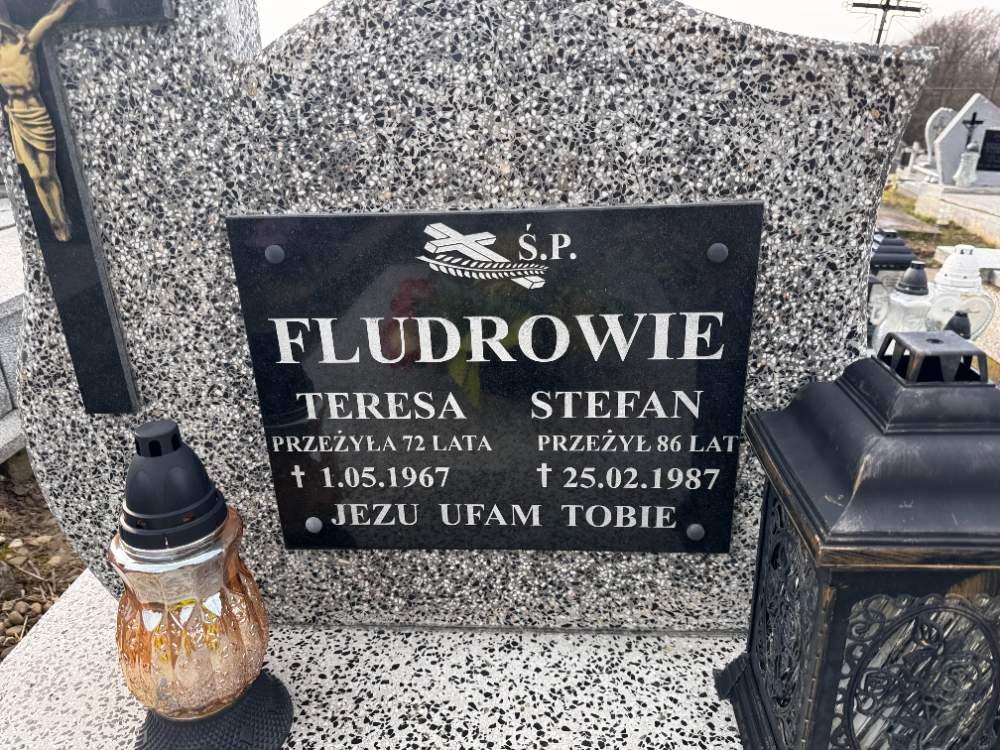 Ś.P.
FLUDROWIE
TERESA STEFAN
PRZEŻYŁA 72 LATA PRZEŻYŁ 86 LAT
† 1.05.1967 † 25.02.1987
JEZU UFAM TOBIE